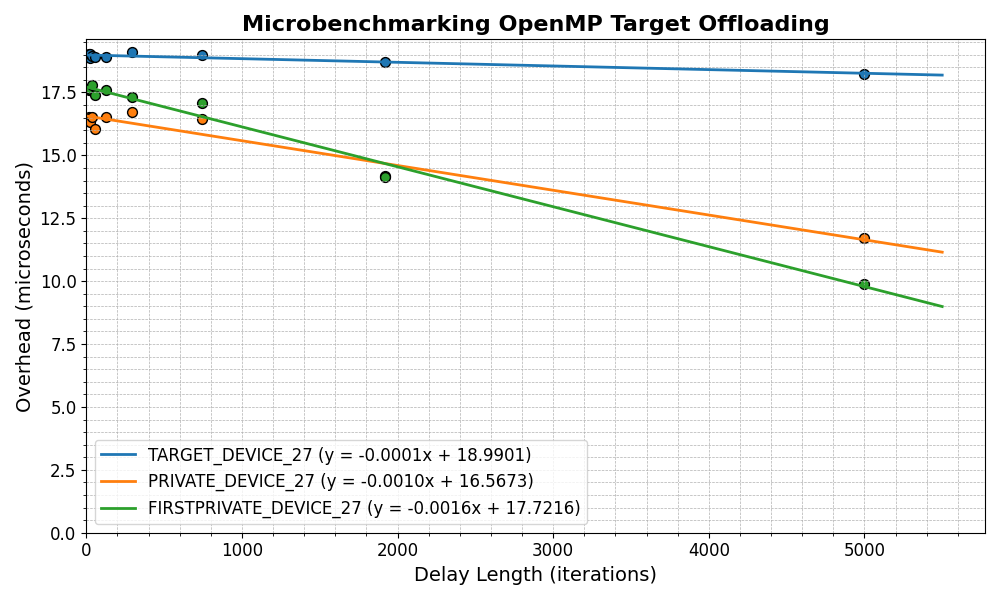 Microbenchmarking OpenMP Target Offloading
Overhead (microseconds)
17.5
15.0
12.5
10.0
7.5
5.0
2.5
0.0
TARGET_DEVICE_27 (y = -0.0001x + 18.9901)
PRIVATE_DEVICE_27 (y = -0.0010x + 16.5673)
FIRSTPRIVATE_DEVICE_27 (y = -0.0016x + 17.7216)
0 1000 2000 3000 4000 5000
Delay Length (iterations)